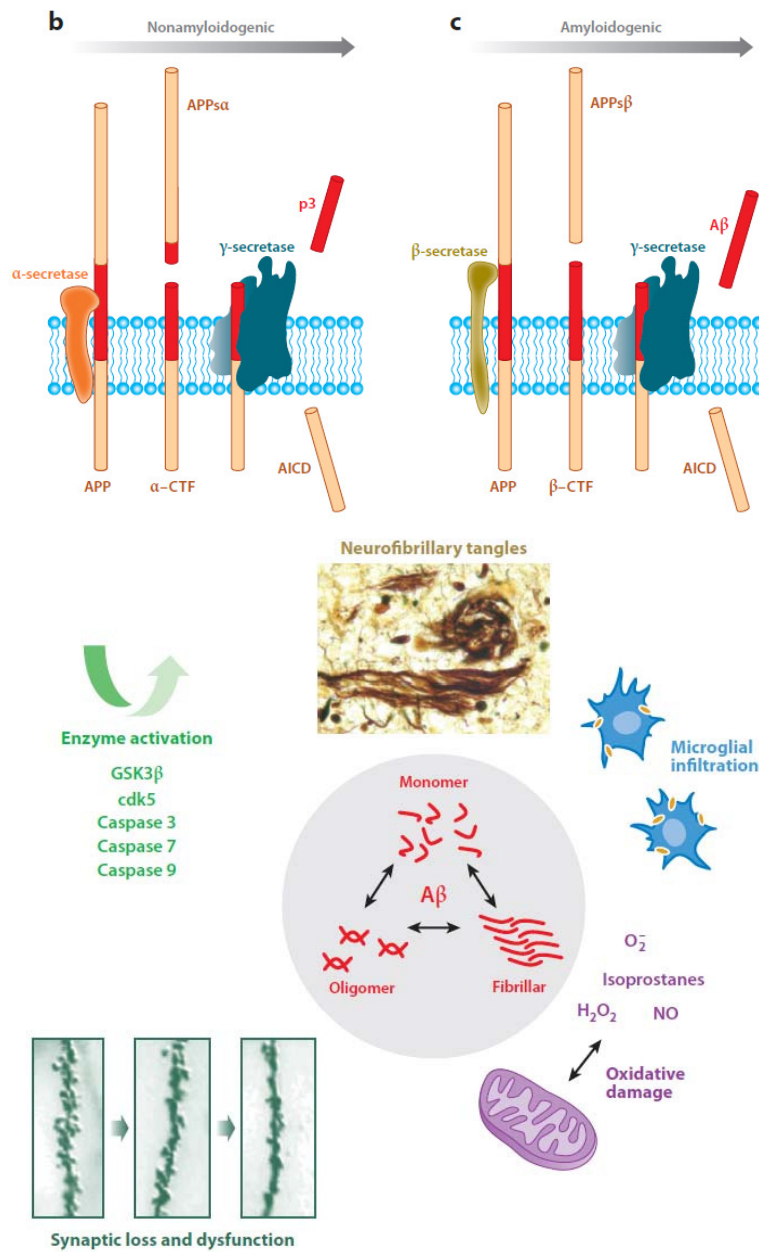 b
Nonamyloidogenic
APPsα
p3
γ-secretase
α-secretase
AICD
APP
α–CTF
c
Amyloidogenic
APPsβ
Aβ
γ-secretase
β-secretase
AICD
APP
β–CTF
Neurofibrillary tangles
Enzyme activation
GSK3β
cdk5
Caspase 3
Caspase 7
Caspase 9
Microglial
infiltration
Monomer
Aβ
Oligomer
Fibrillar
O₂⁻
Isoprostanes
H₂O₂
NO
Oxidative
damage
Synaptic loss and dysfunction